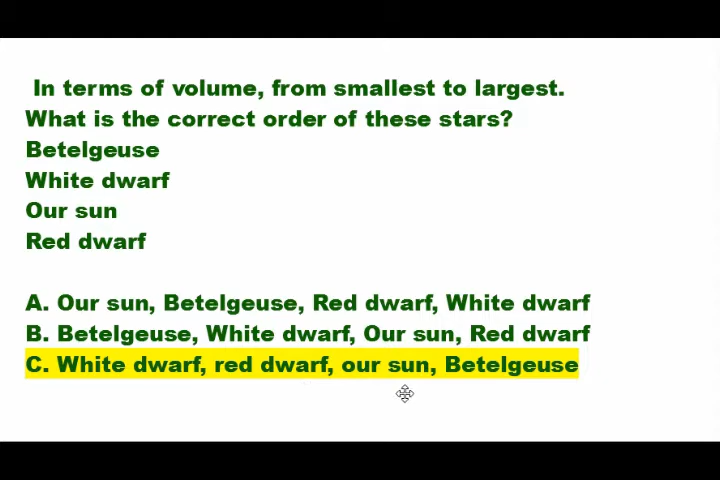 In terms of volume, from smallest to largest.
What is the correct order of these stars?
Betelgeuse
White dwarf
Our sun
Red dwarf
A. Our sun, Betelgeuse, Red dwarf, White dwarf
B. Betelgeuse, White dwarf, Our sun, Red dwarf
C. White dwarf, red dwarf, our sun, Betelgeuse